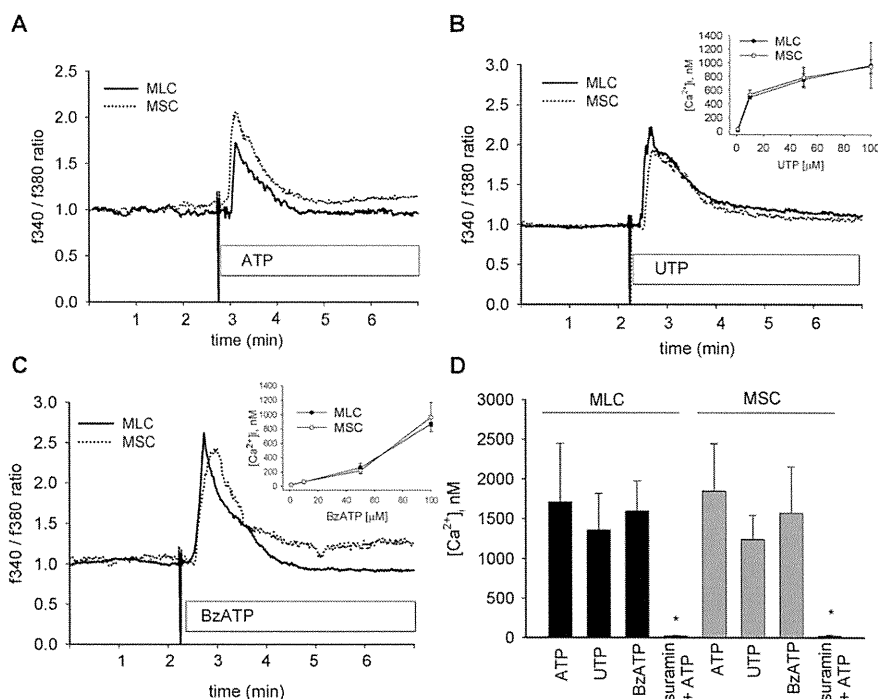 A
MLC
MSC
f340 / f380 ratio
2.5
2.0
1.5
1.0
0.5
0.0
ATP
1 2 3 4 5 6
time (min)
B
MLC
MSC
f340 / f380 ratio
3.0
2.5
2.0
1.5
1.0
0.5
0.0
UTP
1 2 3 4 5 6
time (min)
MLC
MSC
[Ca²⁺]i, nM
1400
1200
1000
800
600
400
200
0
0 20 40 60 80 100
UTP [µM]
C
MLC
MSC
f340 / f380 ratio
3.0
2.5
2.0
1.5
1.0
0.5
0.0
BzATP
1 2 3 4 5 6
time (min)
MLC
MSC
[Ca²⁺]i, nM
1400
1200
1000
800
600
400
200
0
0 20 40 60 80 100
BzATP [µM]
D
MLC
MSC
[Ca²⁺], nM
3000
2500
2000
1500
1000
500
0
* *
ATP
UTP
BzATP
suramin
+ ATP
ATP
UTP
BzATP
suramin
+ ATP